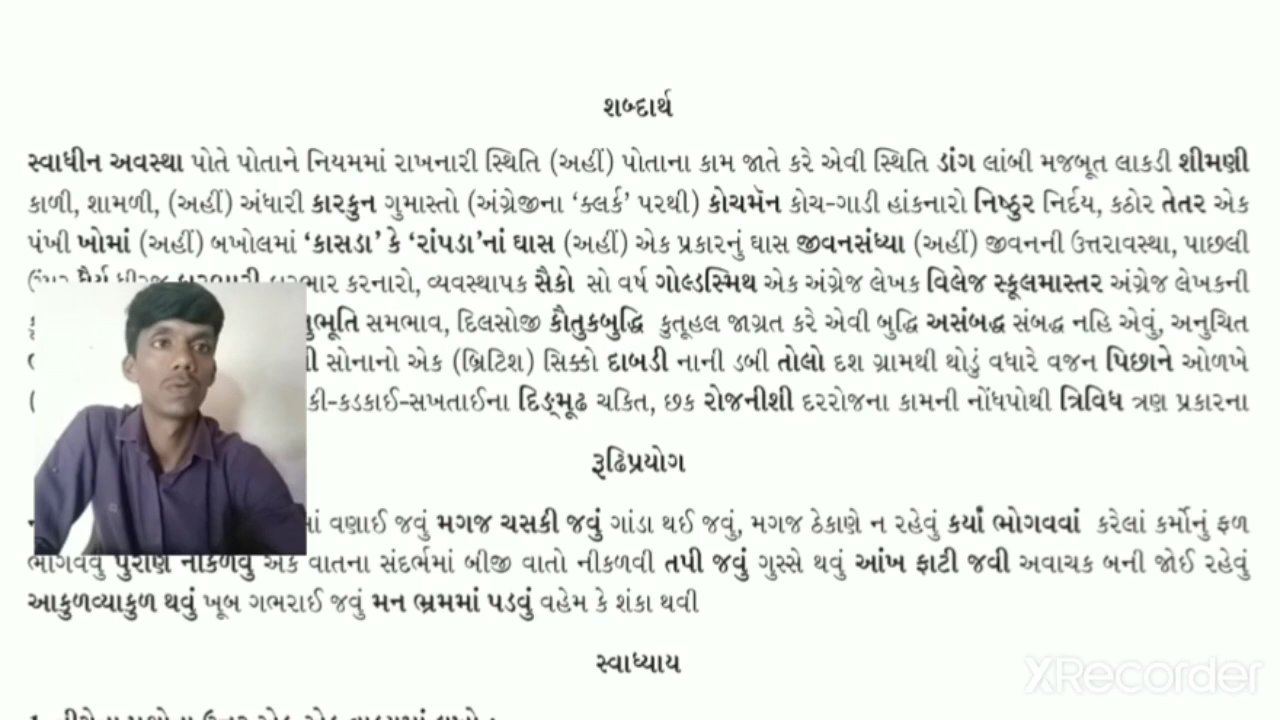 શબ્દાર્થ
સ્વાધીન અવસ્થા પોતે પોતાને નિયમમાં રાખનારી સ્થિતિ (અહીં) પોતાના કામ જાતે કરે એવી સ્થિતિ ડાંગ લાંબી મજબૂત લાકડી શીમણી
કાળી, શામળી, (અહીં) અંધારી કારકુન ગુમાસ્તો (અંગ્રેજીના ‘ક્લર્ક’ પરથી) કોચમૅન કોચ-ગાડી હાંકનારો નિષ્ઠુર નિર્દય, કઠોર તેતર એક
પંખી ખોમાં (અહીં) બખોલમાં ‘કાસડા’ કે ‘રાંપડા’નાં ઘાસ (અહીં) એક પ્રકારનું ઘાસ જીવનસંધ્યા (અહીં) જીવનની ઉત્તરાવસ્થા, પાછલી
કરનારો, વ્યવસ્થાપક સૈકો સો વર્ષ ગોલ્ડસ્મિથ એક અંગ્રેજ લેખક વિલેજ સ્કૂલમાસ્તર અંગ્રેજ લેખકની
સમભાવ, દિલસોજી કૌતુકબુદ્ધિ કુતૂહલ જાગ્રત કરે એવી બુદ્ધિ અસંબદ્ધ સંબદ્ધ નહિ એવું, અનુચિત
સોનાનો એક (બ્રિટિશ) સિક્કો દાબડી નાની ડબી તોલો દશ ગ્રામથી થોડું વધારે વજન પિછાને ઓળખે
કડકાઈ-સખતાઈના દિઙ્મૂઢ ચકિત, છક રોજનીશી દરરોજના કામની નોંધપોથી ત્રિવિધ ત્રણ પ્રકારના
રૂઢિપ્રયોગ
વણાઈ જવું મગજ ચસકી જવું ગાંડા થઈ જવું, મગજ ઠેકાણે ન રહેવું કર્યાં ભોગવવાં કરેલાં કર્મોનું ફળ
ભોગવવું પુરાણ નીકળવું એક વાતના સંદર્ભમાં બીજી વાતો નીકળવી તપી જવું ગુસ્સે થવું આંખ ફાટી જવી અવાચક બની જોઈ રહેવું
આકુળવ્યાકુળ થવું ખૂબ ગભરાઈ જવું મન ભ્રમમાં પડવું વહેમ કે શંકા થવી
સ્વાધ્યાય
XRecorder